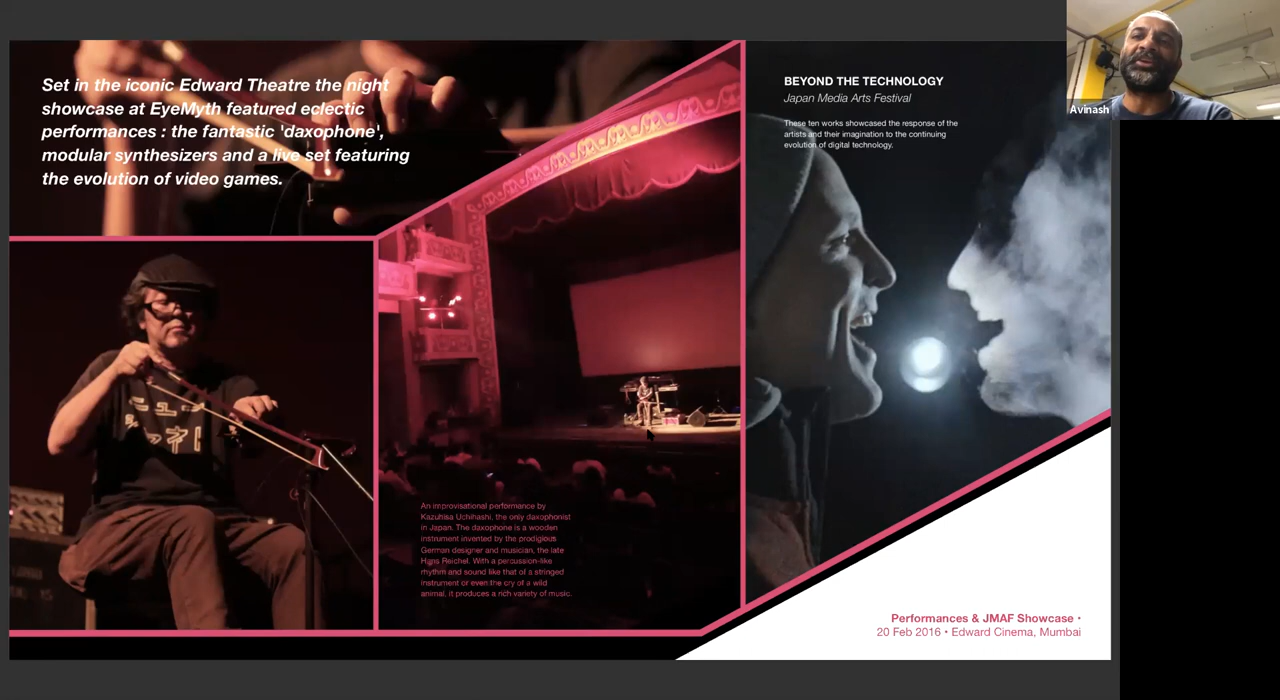 Set in the iconic Edward Theatre the night
showcase at EyeMyth featured eclectic
performances : the fantastic 'daxophone',
modular synthesizers and a live set featuring
the evolution of video games.
An improvisational performance by
Kazuhisa Uchihashi, the only daxophonist
in Japan. The daxophone is a wooden
instrument invented by the prodigious
German designer and musician, the late
Hans Reichel. With a percussion-like
rhythm and sound like that of a stringed
instrument or even the cry of a wild
animal, it produces a rich variety of music.
BEYOND THE TECHNOLOGY
Japan Media Arts Festival
These ten works showcased the response of the
artists and their imagination to the continuing
evolution of digital technology.
Performances & JMAF Showcase •
20 Feb 2016 • Edward Cinema, Mumbai
Avinash